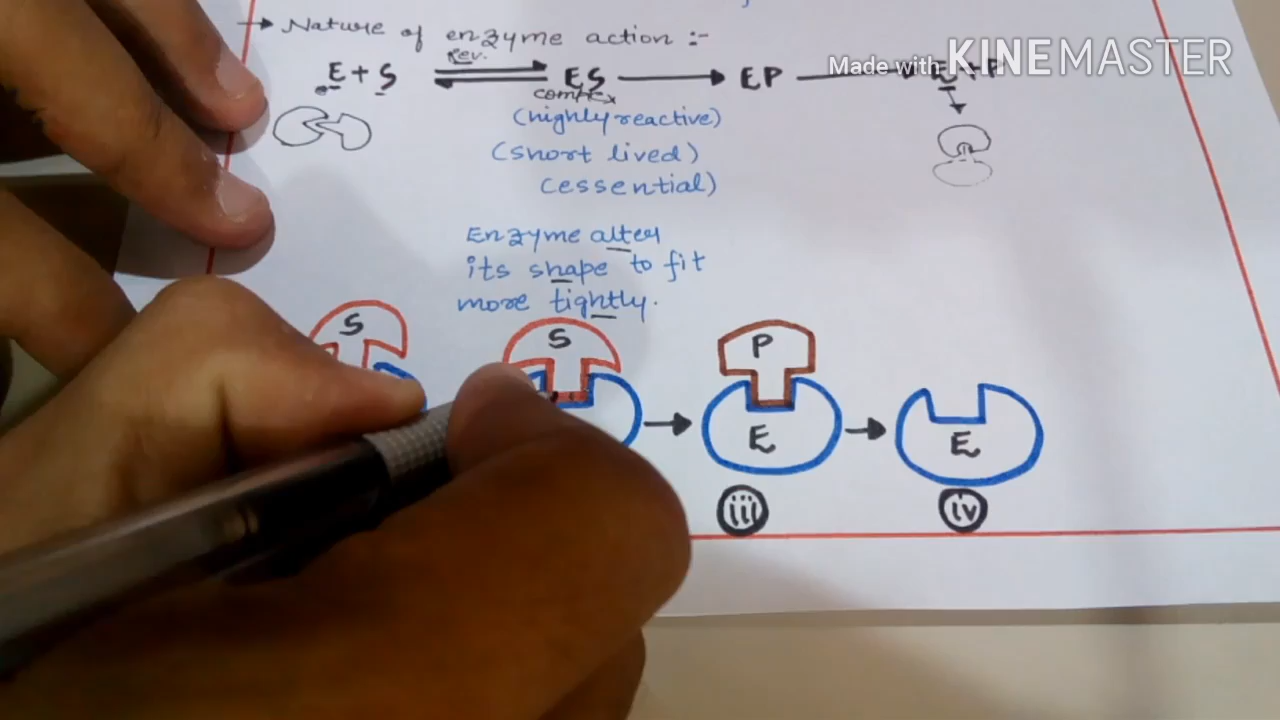 → Nature of enzyme action :-
Rev.
E + S ⇌ ES ⟶ EP ⟶ E + P
Made with KINEMASTER
complex
(highly reactive)
(short lived)
(essential)
Enzyme alter
its shape to fit
more tightly.
S S P
E E
iii iv